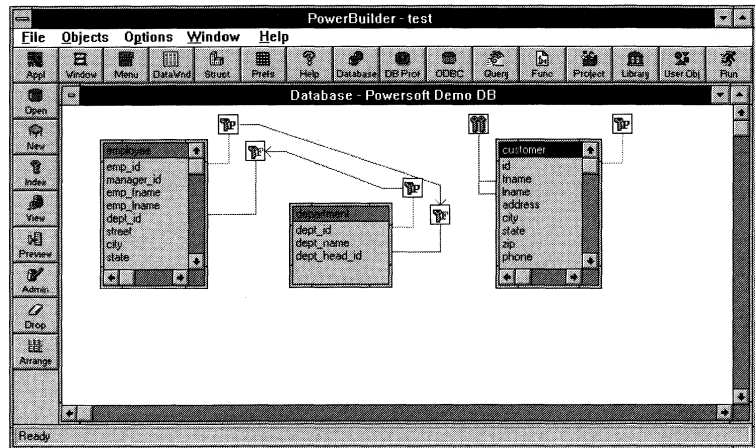 PowerBuilder - test
File Objects Options Window Help
Appl Window Menu DataWnd Struct Prefs Help Database DB Prof ODBC Query Func Project Library User Obj Run
Database - Powersoft Demo DB
Open
New
Index
View
Preview
Admin
Drop
Arrange
employee
emp_id
manager_id
emp_fname
emp_lname
dept_id
street
city
state
P
F
P
F
department
dept_id
dept_name
dept_head_id
P
customer
id
fname
lname
address
city
state
zip
phone
Ready